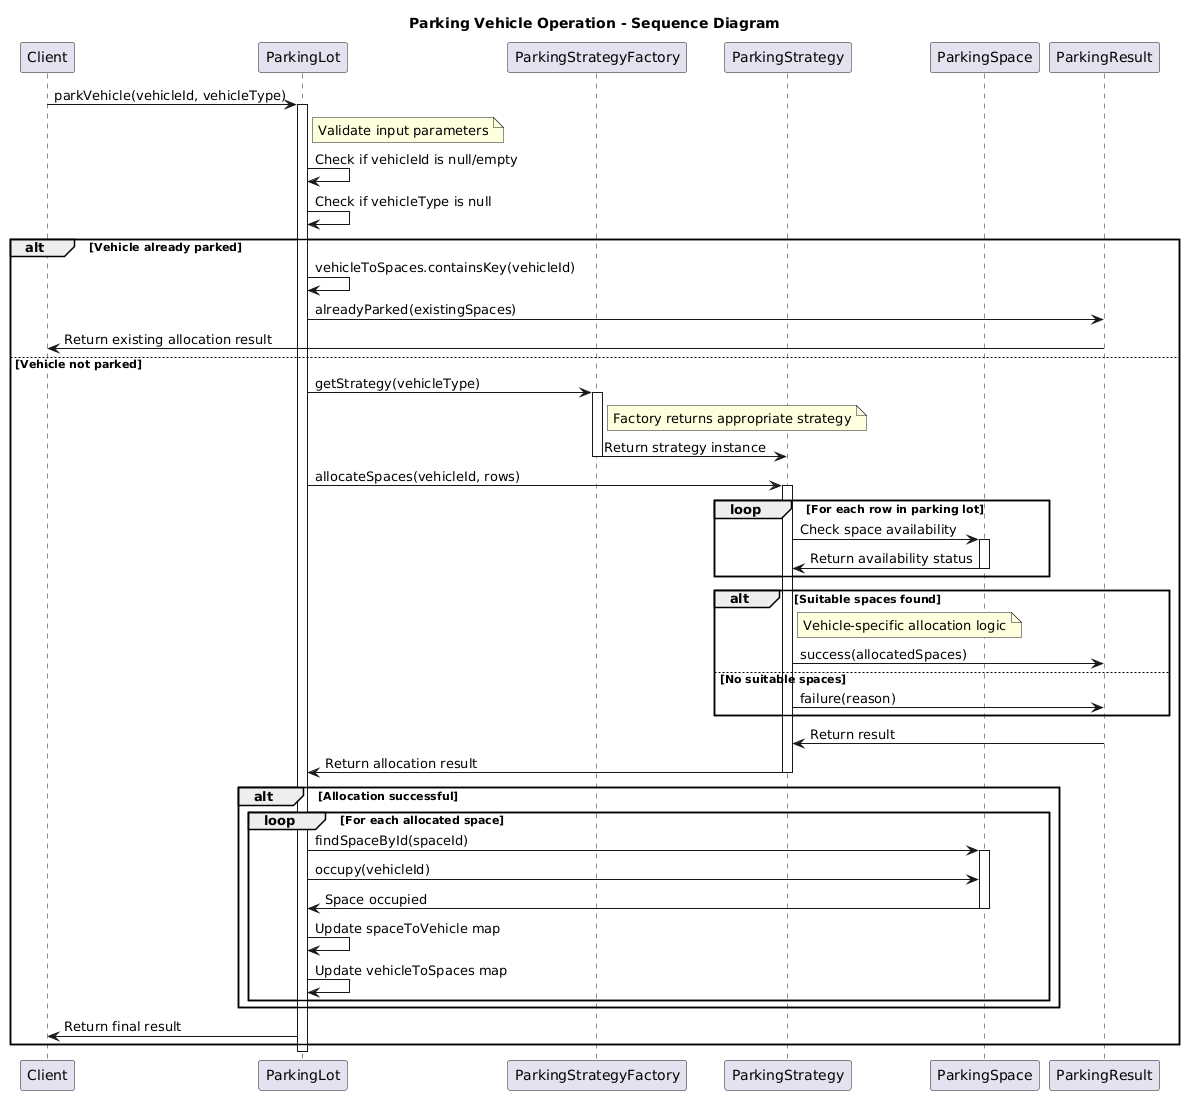 Parking Vehicle Operation - Sequence Diagram
Client
ParkingLot
ParkingStrategyFactory
ParkingStrategy
ParkingSpace
ParkingResult
parkVehicle(vehicleId, vehicleType)
Validate input parameters
Check if vehicleId is null/empty
Check if vehicleType is null
alt
[Vehicle already parked]
vehicleToSpaces.containsKey(vehicleId)
alreadyParked(existingSpaces)
Return existing allocation result
[Vehicle not parked]
getStrategy(vehicleType)
Factory returns appropriate strategy
Return strategy instance
allocateSpaces(vehicleId, rows)
loop
[For each row in parking lot]
Check space availability
Return availability status
alt
[Suitable spaces found]
Vehicle-specific allocation logic
success(allocatedSpaces)
[No suitable spaces]
failure(reason)
Return result
Return allocation result
alt
[Allocation successful]
loop
[For each allocated space]
findSpaceById(spaceId)
occupy(vehicleId)
Space occupied
Update spaceToVehicle map
Update vehicleToSpaces map
Return final result
Client
ParkingLot
ParkingStrategyFactory
ParkingStrategy
ParkingSpace
ParkingResult